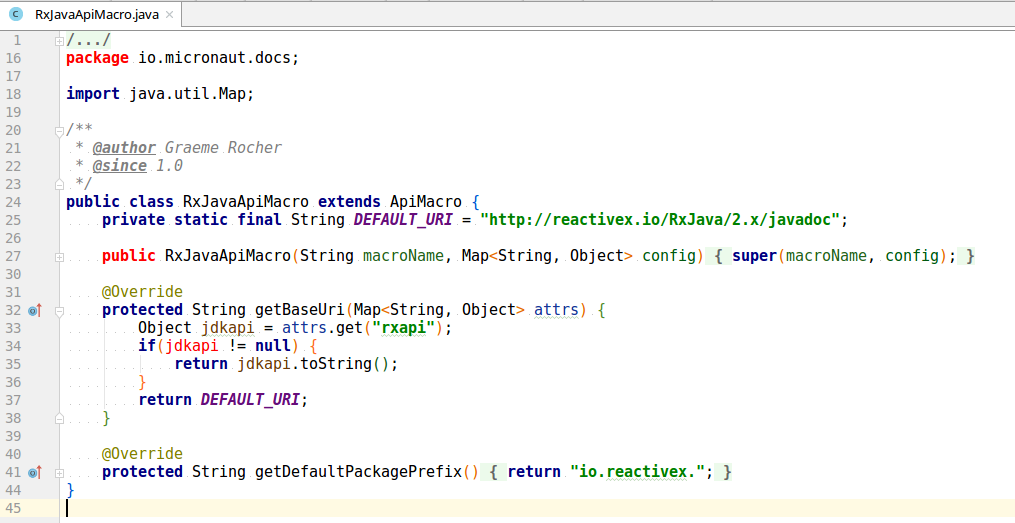 C RxJavaApiMacro.java ×
1 /.../
16 package io.micronaut.docs;
17
18 import java.util.Map;
19
20 /**
21  * @author Graeme Rocher
22  * @since 1.0
23  */
24 public class RxJavaApiMacro extends ApiMacro {
25     private static final String DEFAULT_URI = "http://reactivex.io/RxJava/2.x/javadoc";
26
27     public RxJavaApiMacro(String macroName, Map<String, Object> config) { super(macroName, config); }
30
31     @Override
32     protected String getBaseUri(Map<String, Object> attrs) {
33         Object jdkapi = attrs.get("rxapi");
34         if(jdkapi != null) {
35             return jdkapi.toString();
36         }
37         return DEFAULT_URI;
38     }
39
40     @Override
41     protected String getDefaultPackagePrefix() { return "io.reactivex."; }
44 }
45